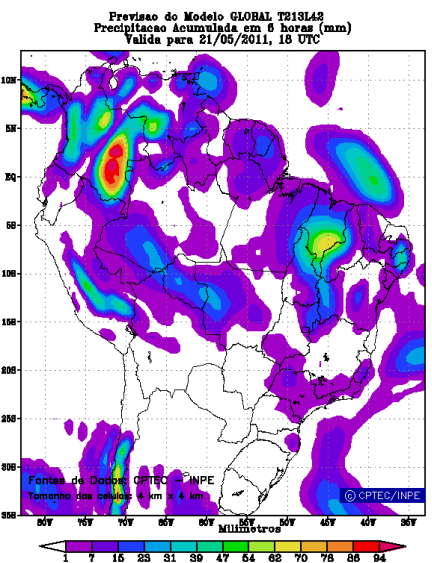 Previsao do Modelo GLOBAL T213L42
Precipitacao Acumulada em 6 horas (mm)
Valida para 21/05/2011, 18 UTC
10N
5N
EQ
5S
10S
15S
20S
25S
30S
35S
Fontes de Dados: CPTEC - INPE
Tamanho das celulas: 4 km x 4 km
© CPTEC/INPE
80W 75W 70W 65W 60W 55W 50W 45W 40W 35W
Milimetros
1 7 15 23 31 39 47 54 62 70 78 86 94